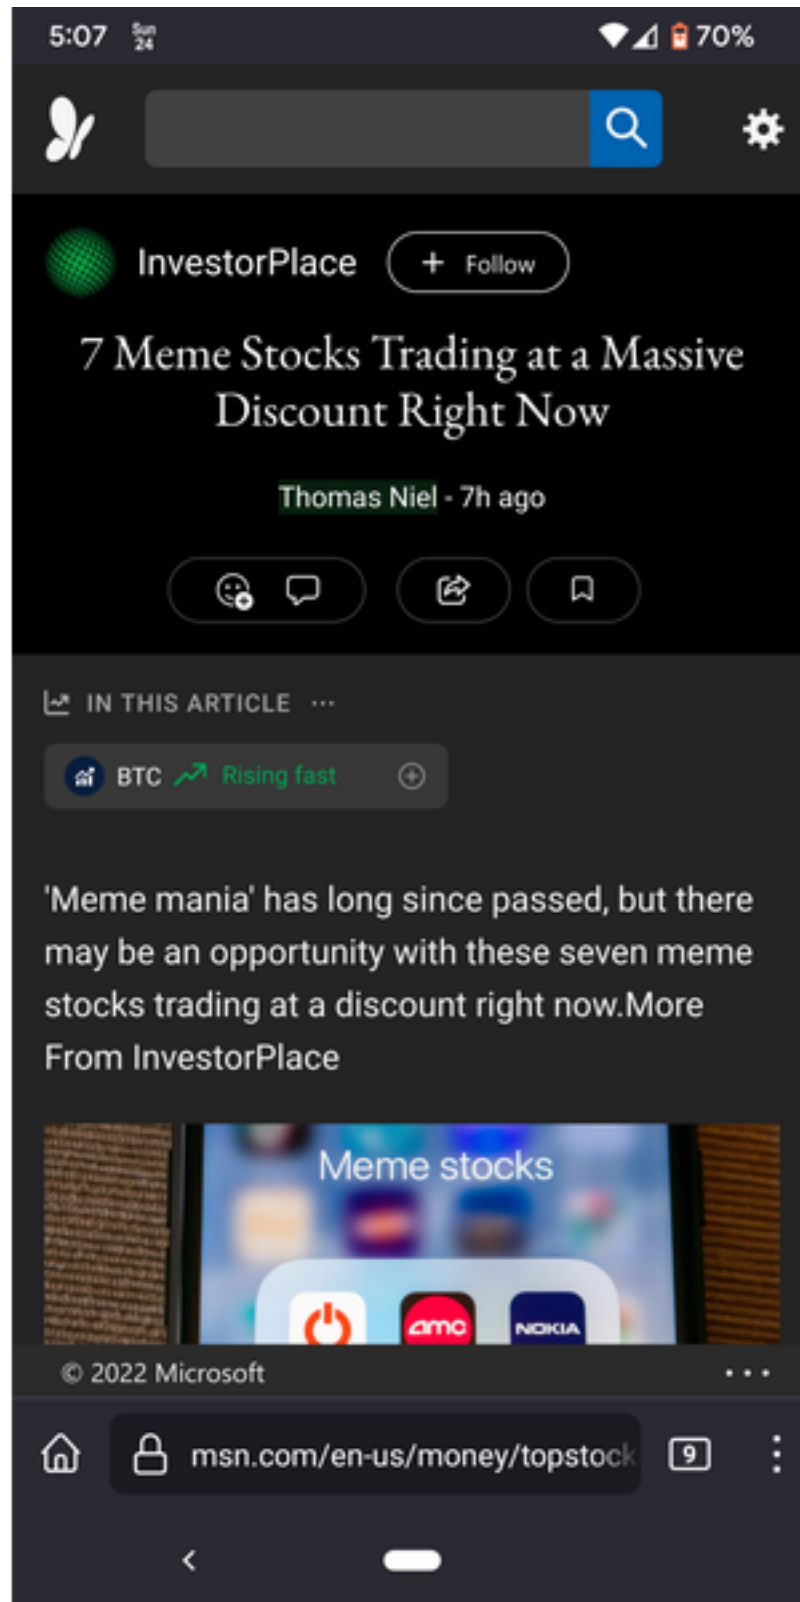 5:07 Sun 24 70%
InvestorPlace + Follow
7 Meme Stocks Trading at a Massive
Discount Right Now
Thomas Niel - 7h ago
IN THIS ARTICLE ...
BTC Rising fast
'Meme mania' has long since passed, but there
may be an opportunity with these seven meme
stocks trading at a discount right now.More
From InvestorPlace
Meme stocks
amc NOKIA
© 2022 Microsoft
msn.com/en-us/money/topstock
9